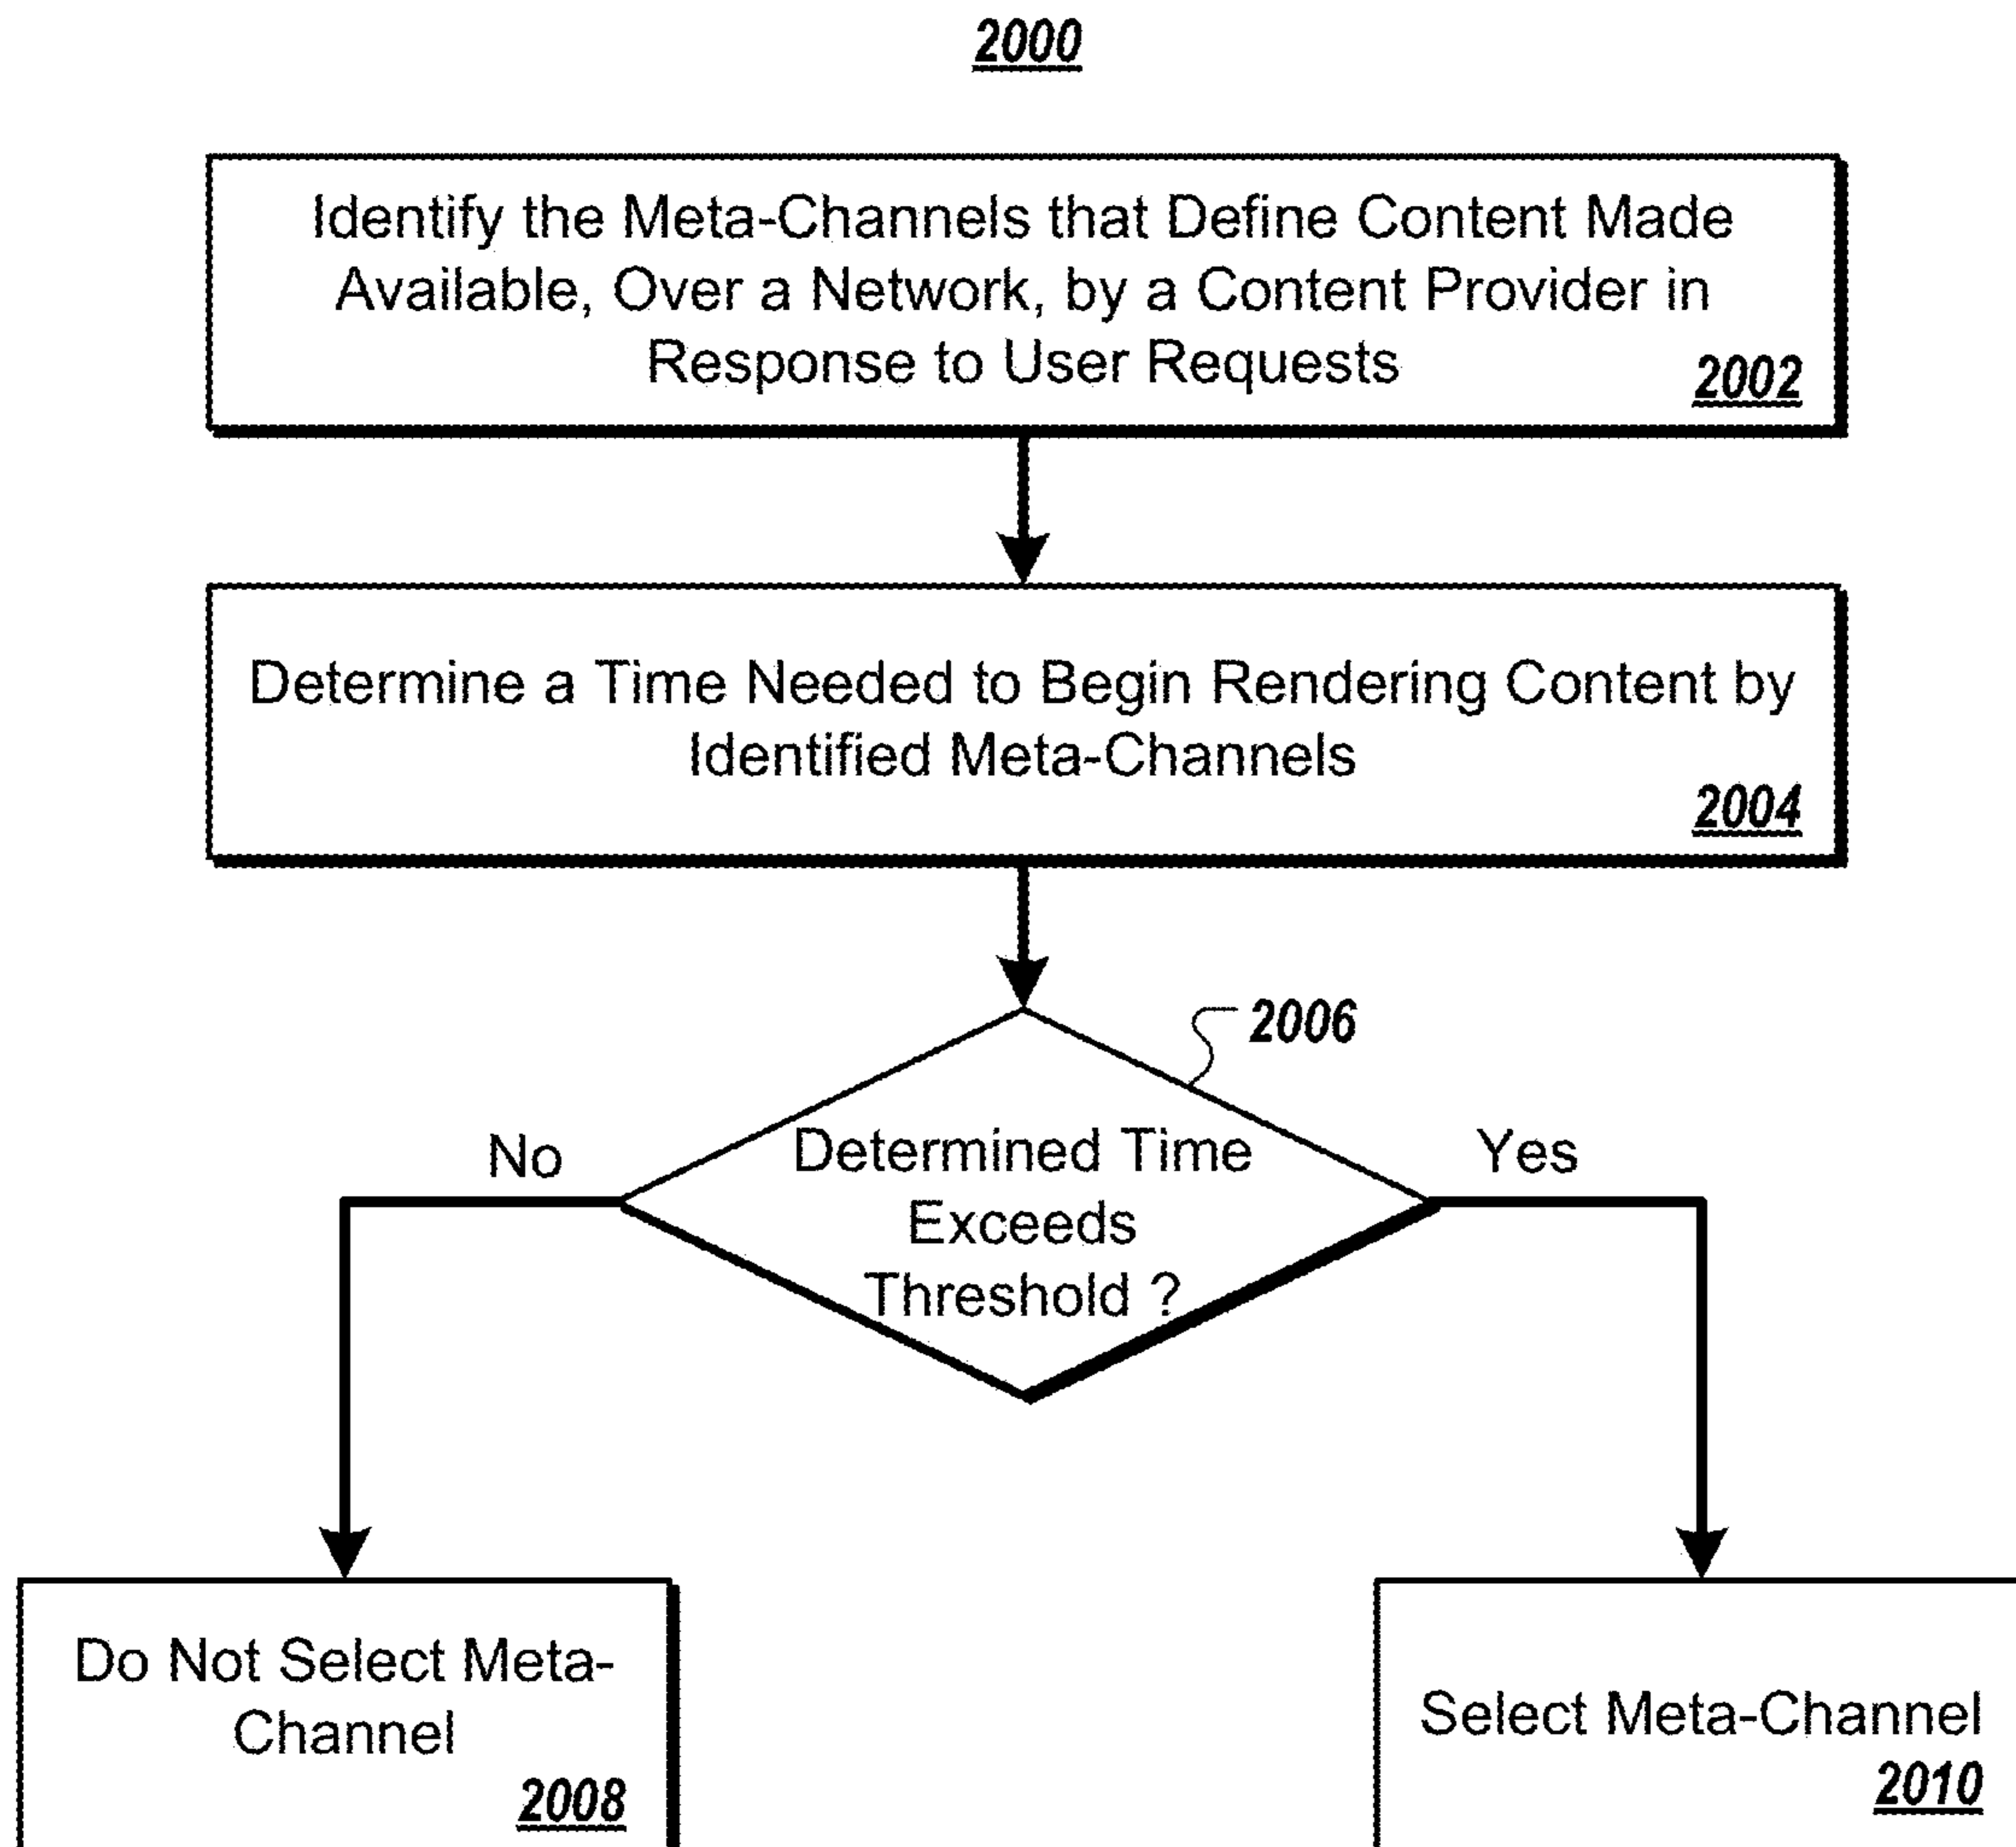 2000
Identify the Meta-Channels that Define Content Made
Available, Over a Network, by a Content Provider in
Response to User Requests
2002
Determine a Time Needed to Begin Rendering Content by
Identified Meta-Channels
2004
2006
No
Determined Time
Exceeds
Threshold ?
Yes
Do Not Select Meta-
Channel
2008
Select Meta-Channel
2010